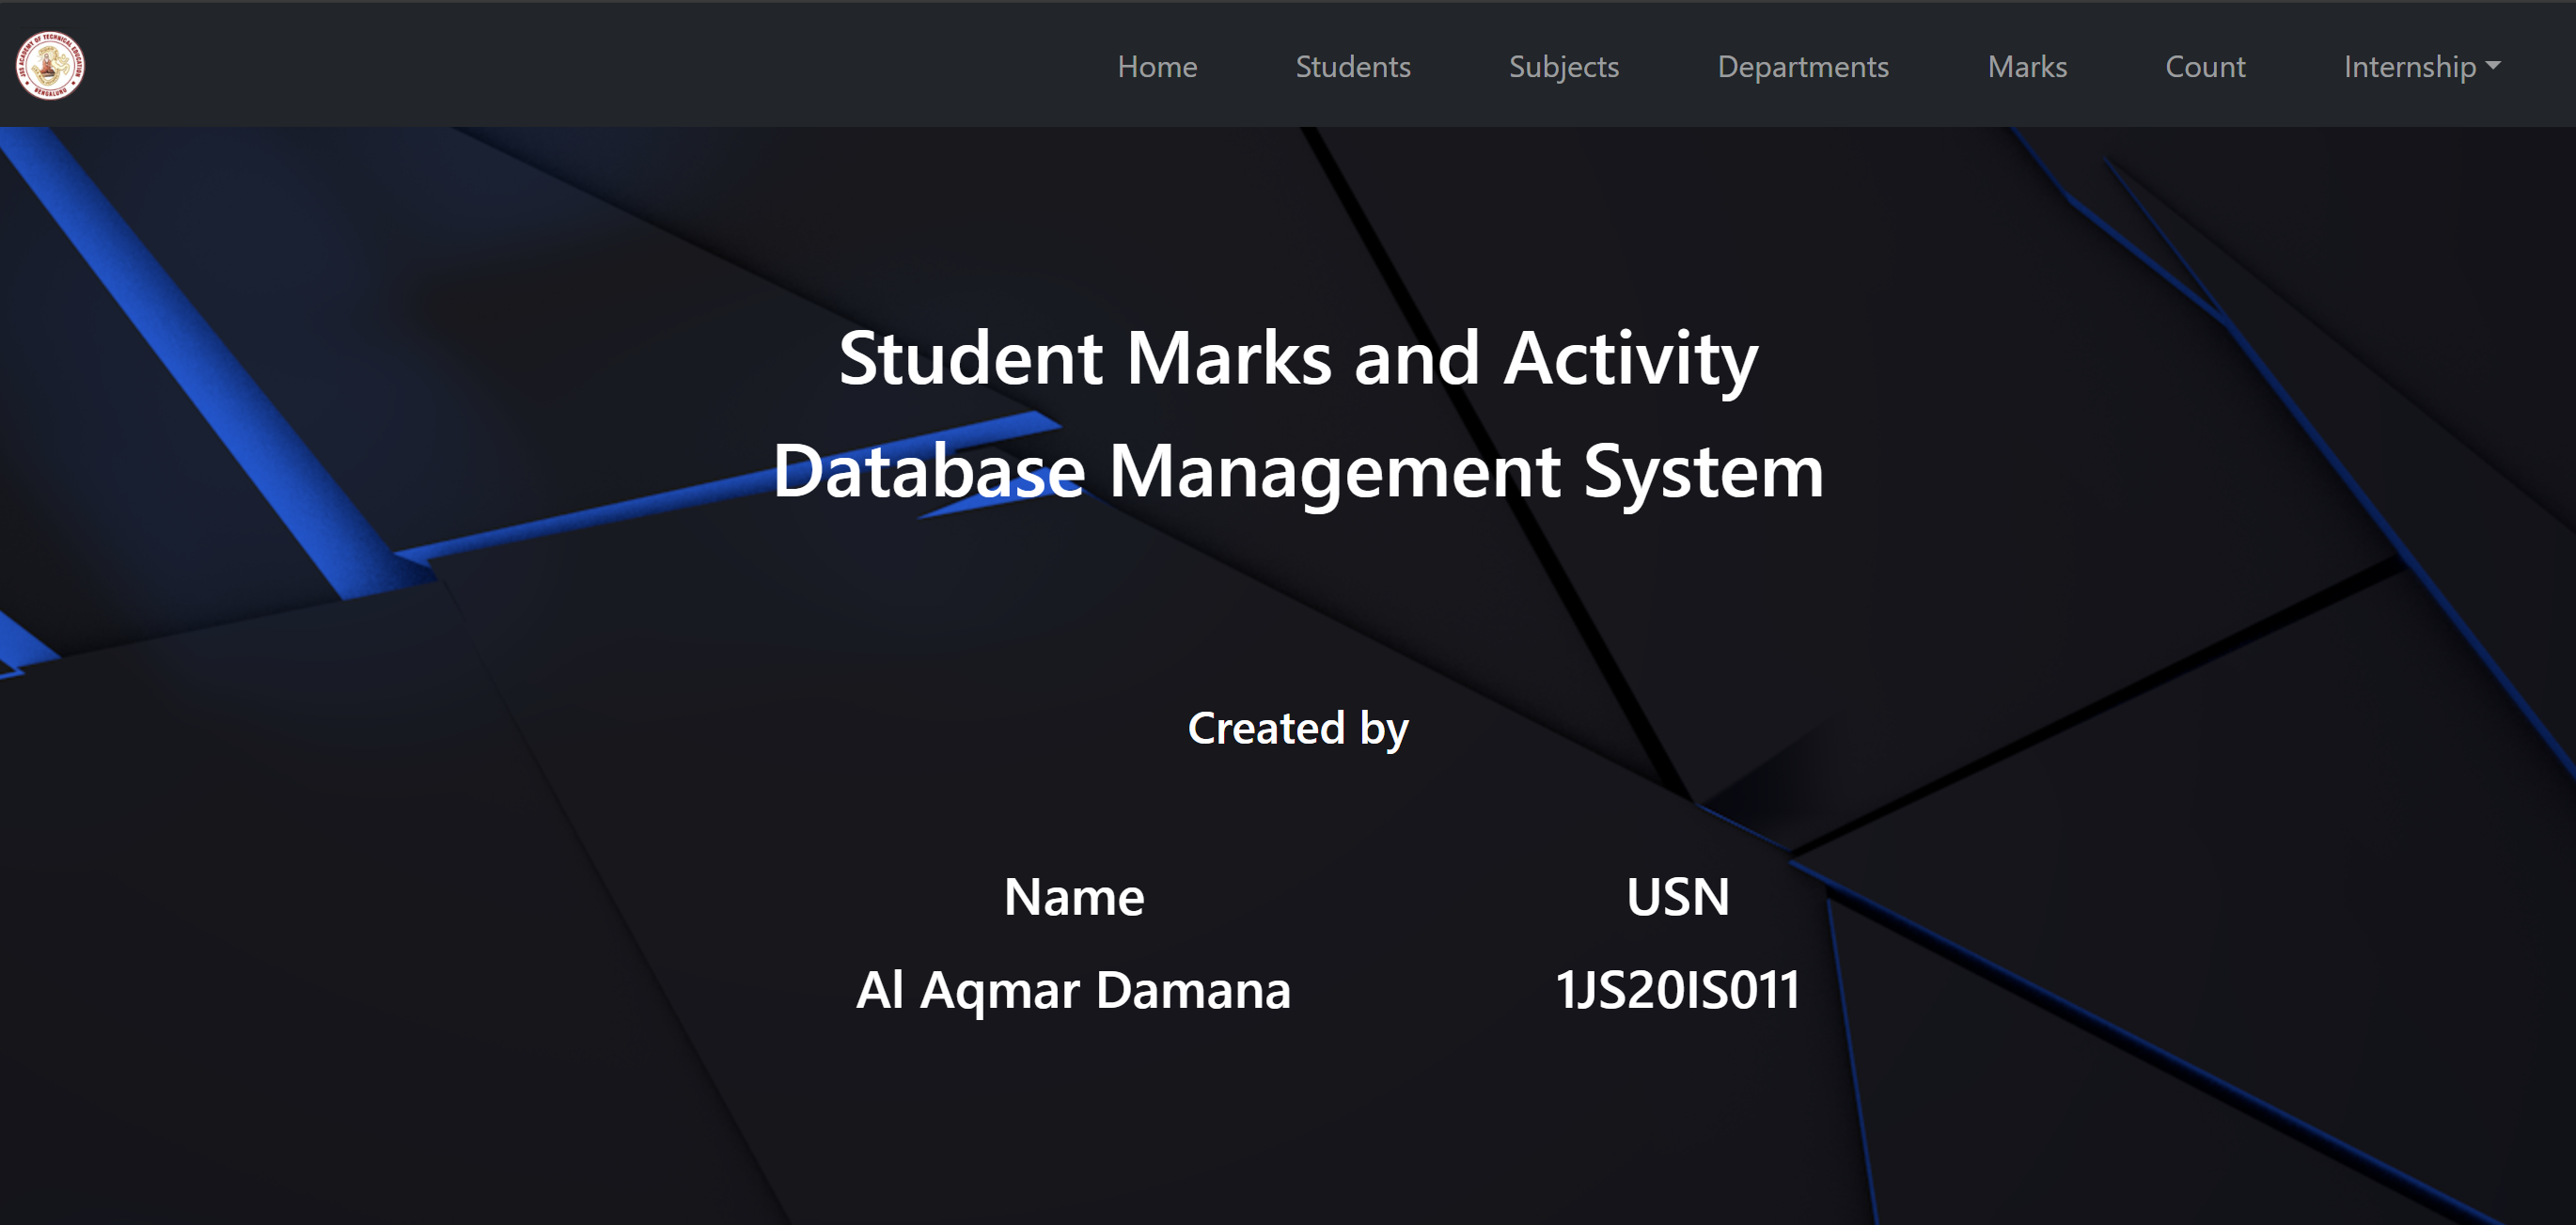 JSS ACADEMY OF TECHNICAL EDUCATION
BENGALURU
Home Students Subjects Departments Marks Count Internship
Student Marks and Activity
Database Management System
Created by
Name USN
Al Aqmar Damana 1JS20IS011